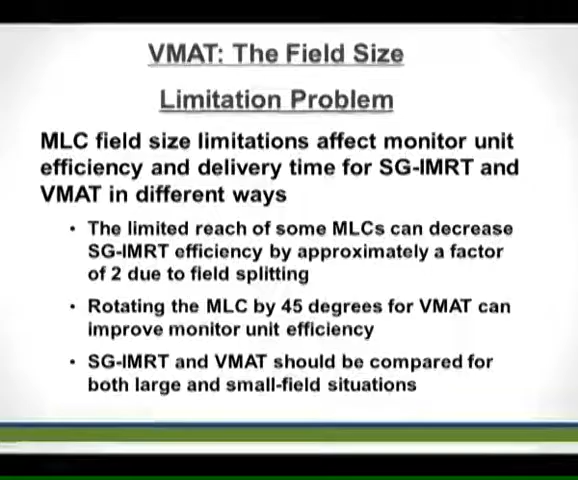 VMAT: The Field Size
Limitation Problem
MLC field size limitations affect monitor unit
efficiency and delivery time for SG-IMRT and
VMAT in different ways
• The limited reach of some MLCs can decrease
SG-IMRT efficiency by approximately a factor
of 2 due to field splitting
• Rotating the MLC by 45 degrees for VMAT can
improve monitor unit efficiency
• SG-IMRT and VMAT should be compared for
both large and small-field situations